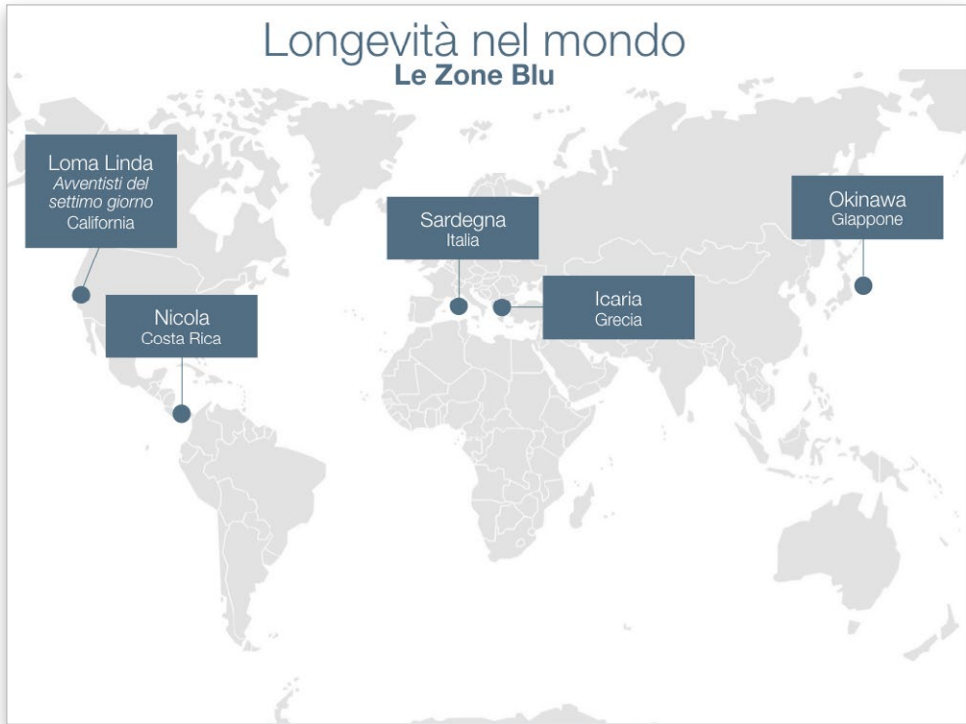 Longevità nel mondo
Le Zone Blu
Loma Linda
Avventisti del
settimo giorno
California
Nicola
Costa Rica
Sardegna
Italia
Icaria
Grecia
Okinawa
Giappone